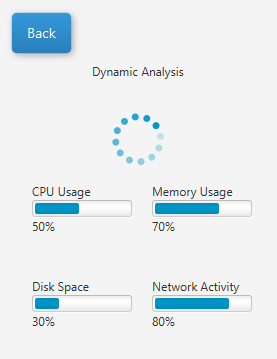 Back
Dynamic Analysis
CPU Usage
50%
Memory Usage
70%
Disk Space
30%
Network Activity
80%